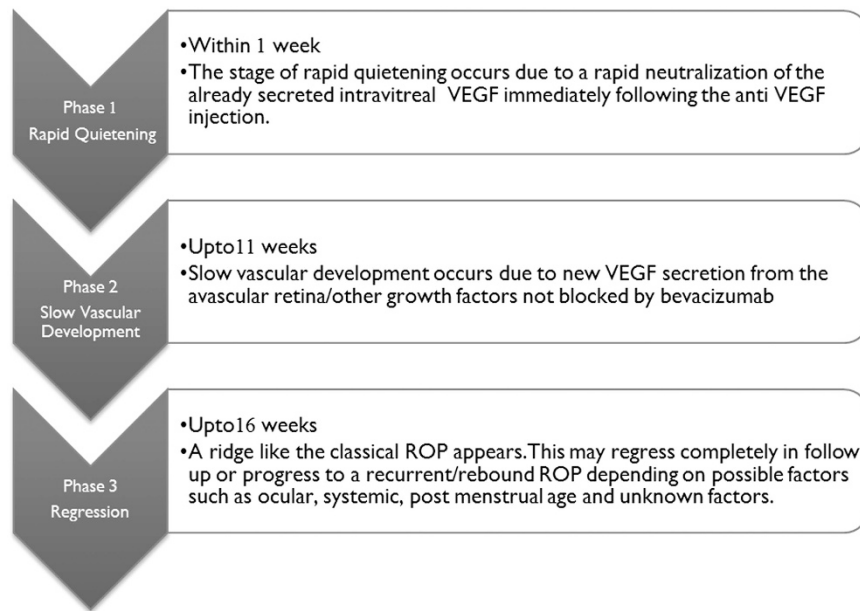 Phase 1
Rapid Quietening
•Within 1 week
•The stage of rapid quietening occurs due to a rapid neutralization of the
already secreted intravitreal VEGF immediately following the anti VEGF
injection.
Phase 2
Slow Vascular
Development
•Upto11 weeks
•Slow vascular development occurs due to new VEGF secretion from the
avascular retina/other growth factors not blocked by bevacizumab
Phase 3
Regression
•Upto16 weeks
•A ridge like the classical ROP appears.This may regress completely in follow
up or progress to a recurrent/rebound ROP depending on possible factors
such as ocular, systemic, post menstrual age and unknown factors.